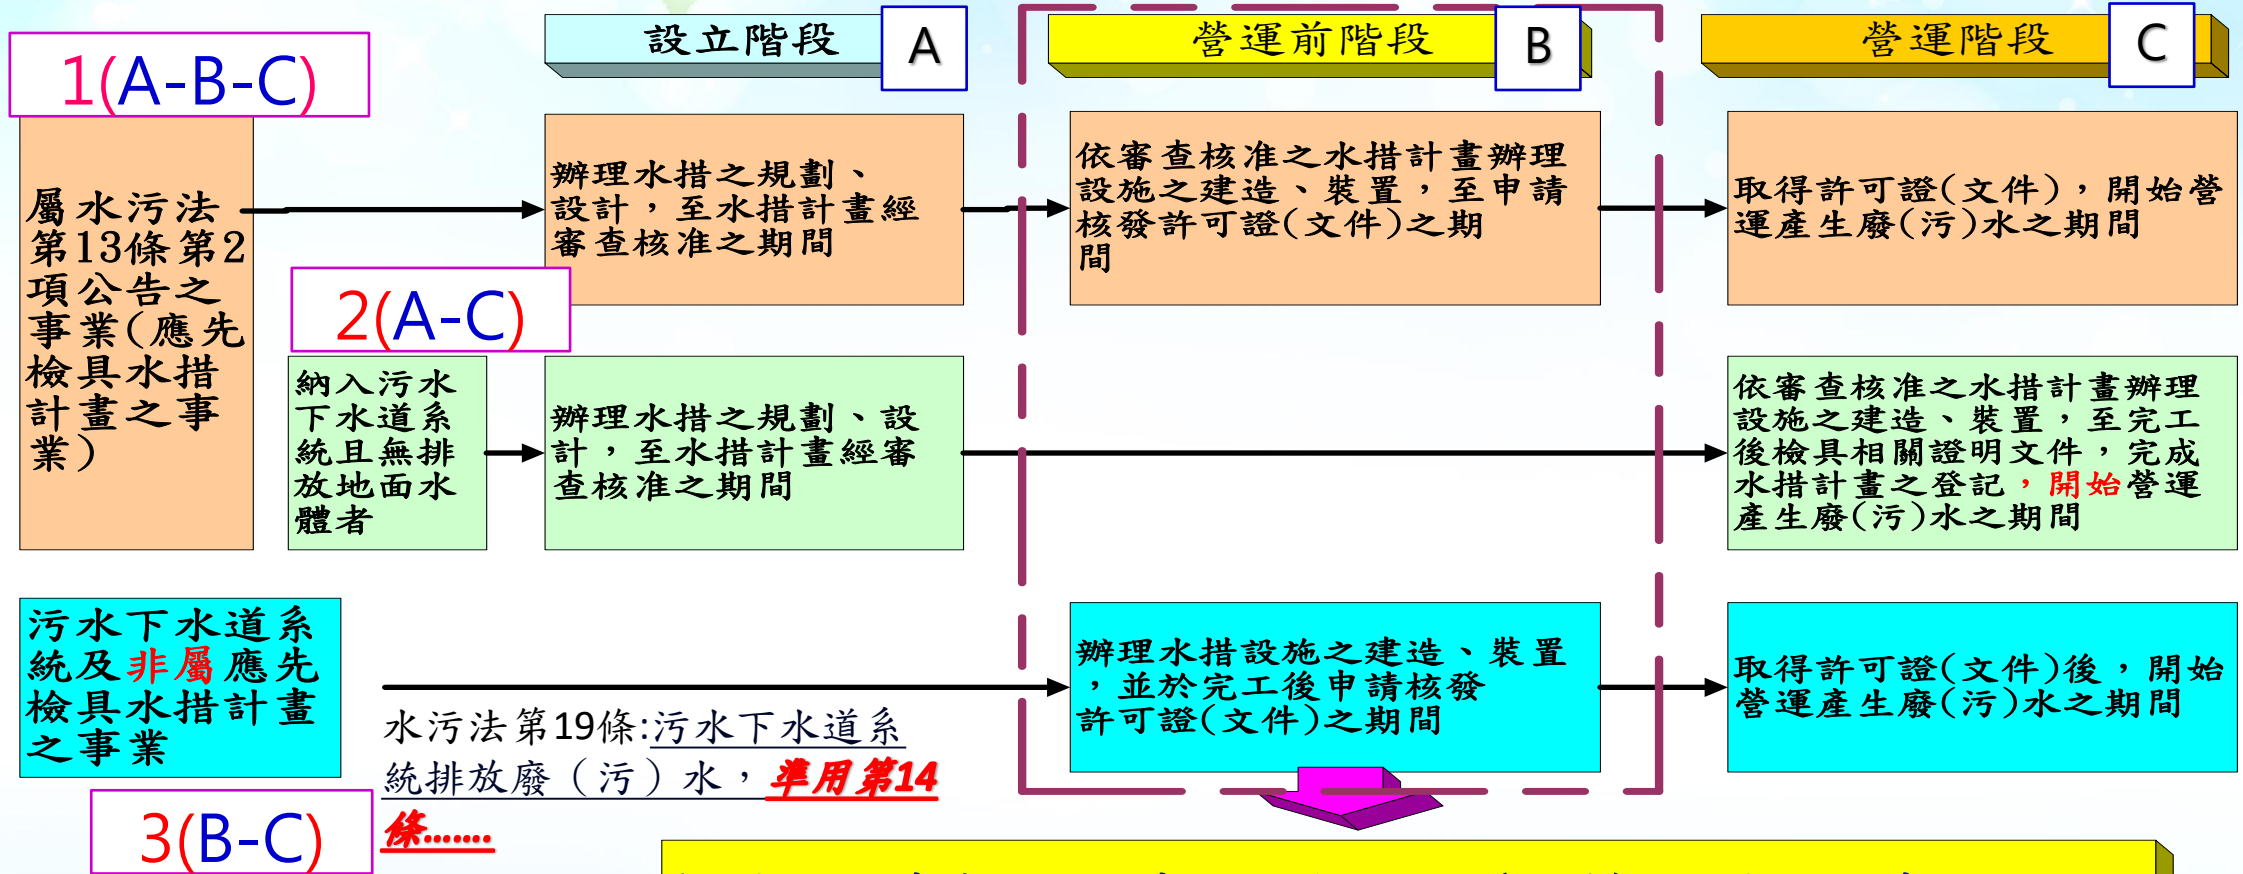 設立階段
A
營運前階段
B
營運階段
C
1(A-B-C)
屬水污法
第13條第2
項公告之
事業(應先
檢具水措
計畫之事
業)
辦理水措之規劃、
設計，至水措計畫經
審查核准之期間
依審查核准之水措計畫辦理
設施之建造、裝置，至申請
核發許可證(文件)之期
間
取得許可證(文件)，開始營
運產生廢(污)水之期間
2(A-C)
納入污水
下水道系
統且無排
放地面水
體者
辦理水措之規劃、設
計，至水措計畫經審
查核准之期間
依審查核准之水措計畫辦理
設施之建造、裝置，至完工
後檢具相關證明文件，完成
水措計畫之登記，開始營運
產生廢(污)水之期間
污水下水道系
統及非屬應先
檢具水措計畫
之事業
辦理水措設施之建造、裝置
，並於完工後申請核發
許可證(文件)之期間
取得許可證(文件)後，開始
營運產生廢(污)水之期間
水污法第19條:污水下水道系
統排放廢（污）水，準用第14
條.......
3(B-C)